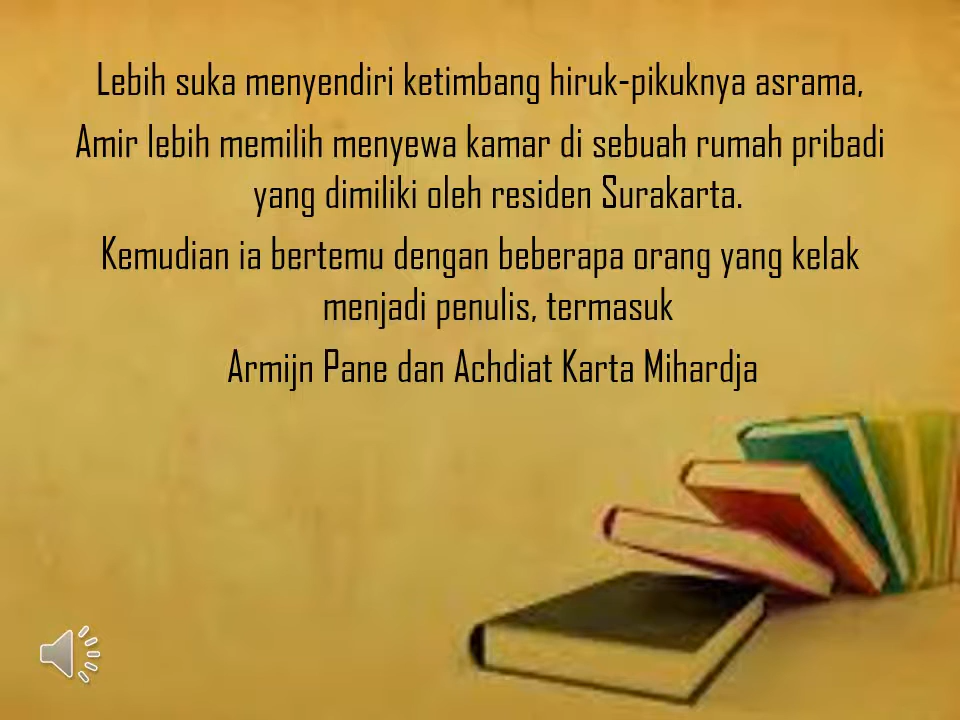 Lebih suka menyendiri ketimbang hiruk-pikuknya asrama,
Amir lebih memilih menyewa kamar di sebuah rumah pribadi
yang dimiliki oleh residen Surakarta.
Kemudian ia bertemu dengan beberapa orang yang kelak
menjadi penulis, termasuk
Armijn Pane dan Achdiat Karta Mihardja